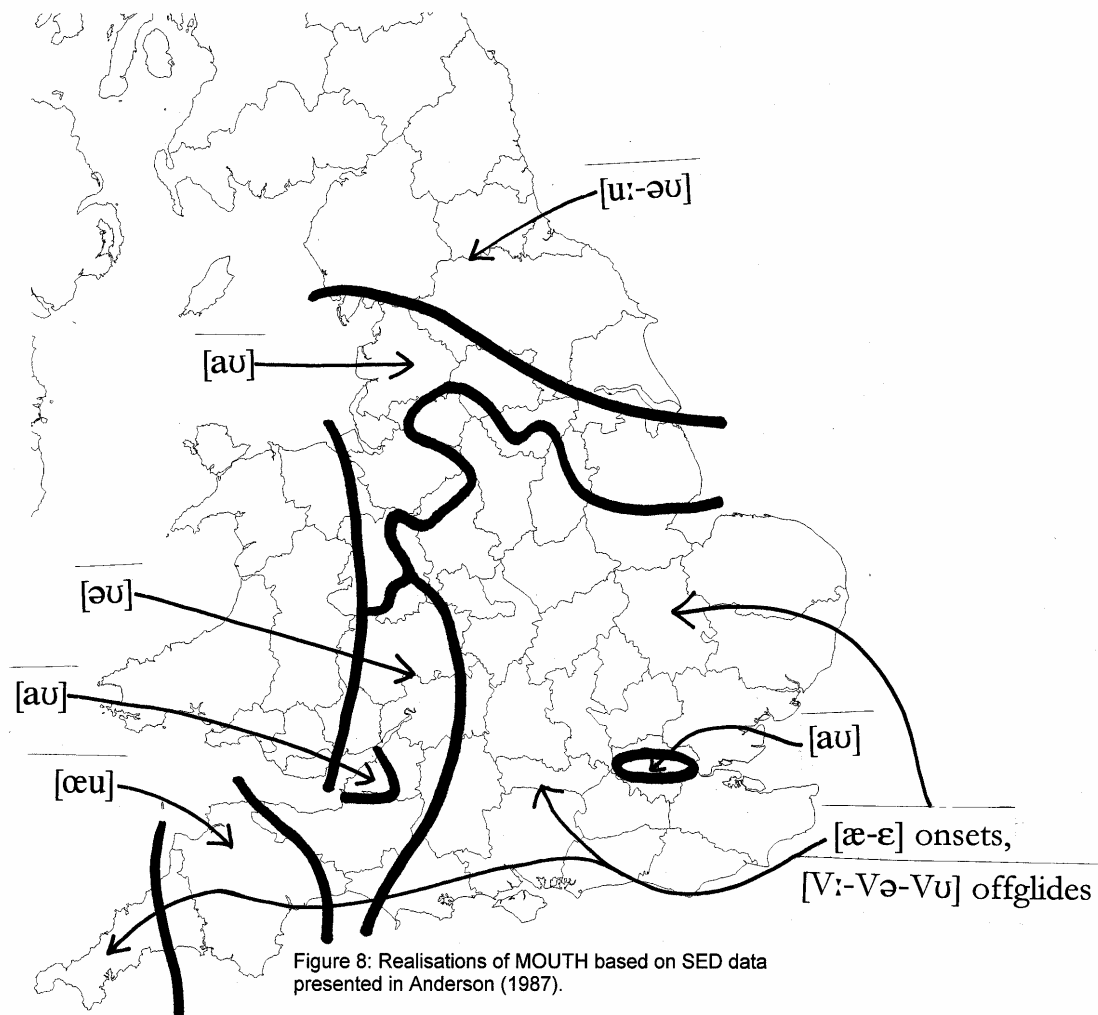 [uː-əʊ]
[aʊ]
[əʊ]
[aʊ]
[aʊ]
[œu]
[æ-ɛ] onsets,
[Vː-Və-Vʊ] offglides
Figure 8: Realisations of MOUTH based on SED data
presented in Anderson (1987).